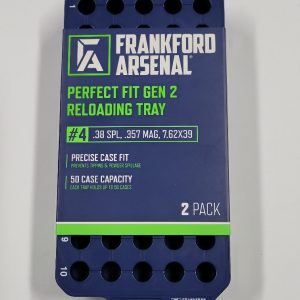 1
FRANKFORD
ARSENAL®
PERFECT FIT GEN 2
RELOADING TRAY
#4 .38 SPL, .357 MAG, 7.62X39
PRECISE CASE FIT
PREVENTS TIPPING & POWDER SPILLAGE
50 CASE CAPACITY
EACH TRAY HOLDS UP TO 50 CASES
2 PACK
9
10